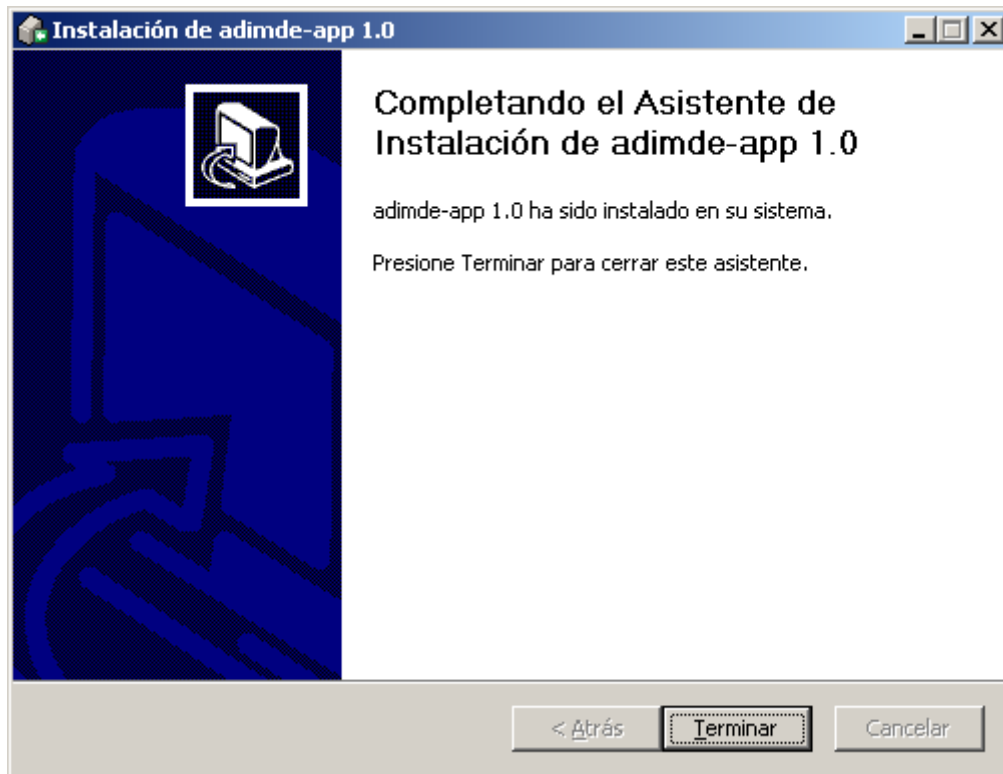 Instalación de adimde-app 1.0
Completando el Asistente de
Instalación de adimde-app 1.0
adimde-app 1.0 ha sido instalado en su sistema.
Presione Terminar para cerrar este asistente.
< Atrás
Terminar
Cancelar